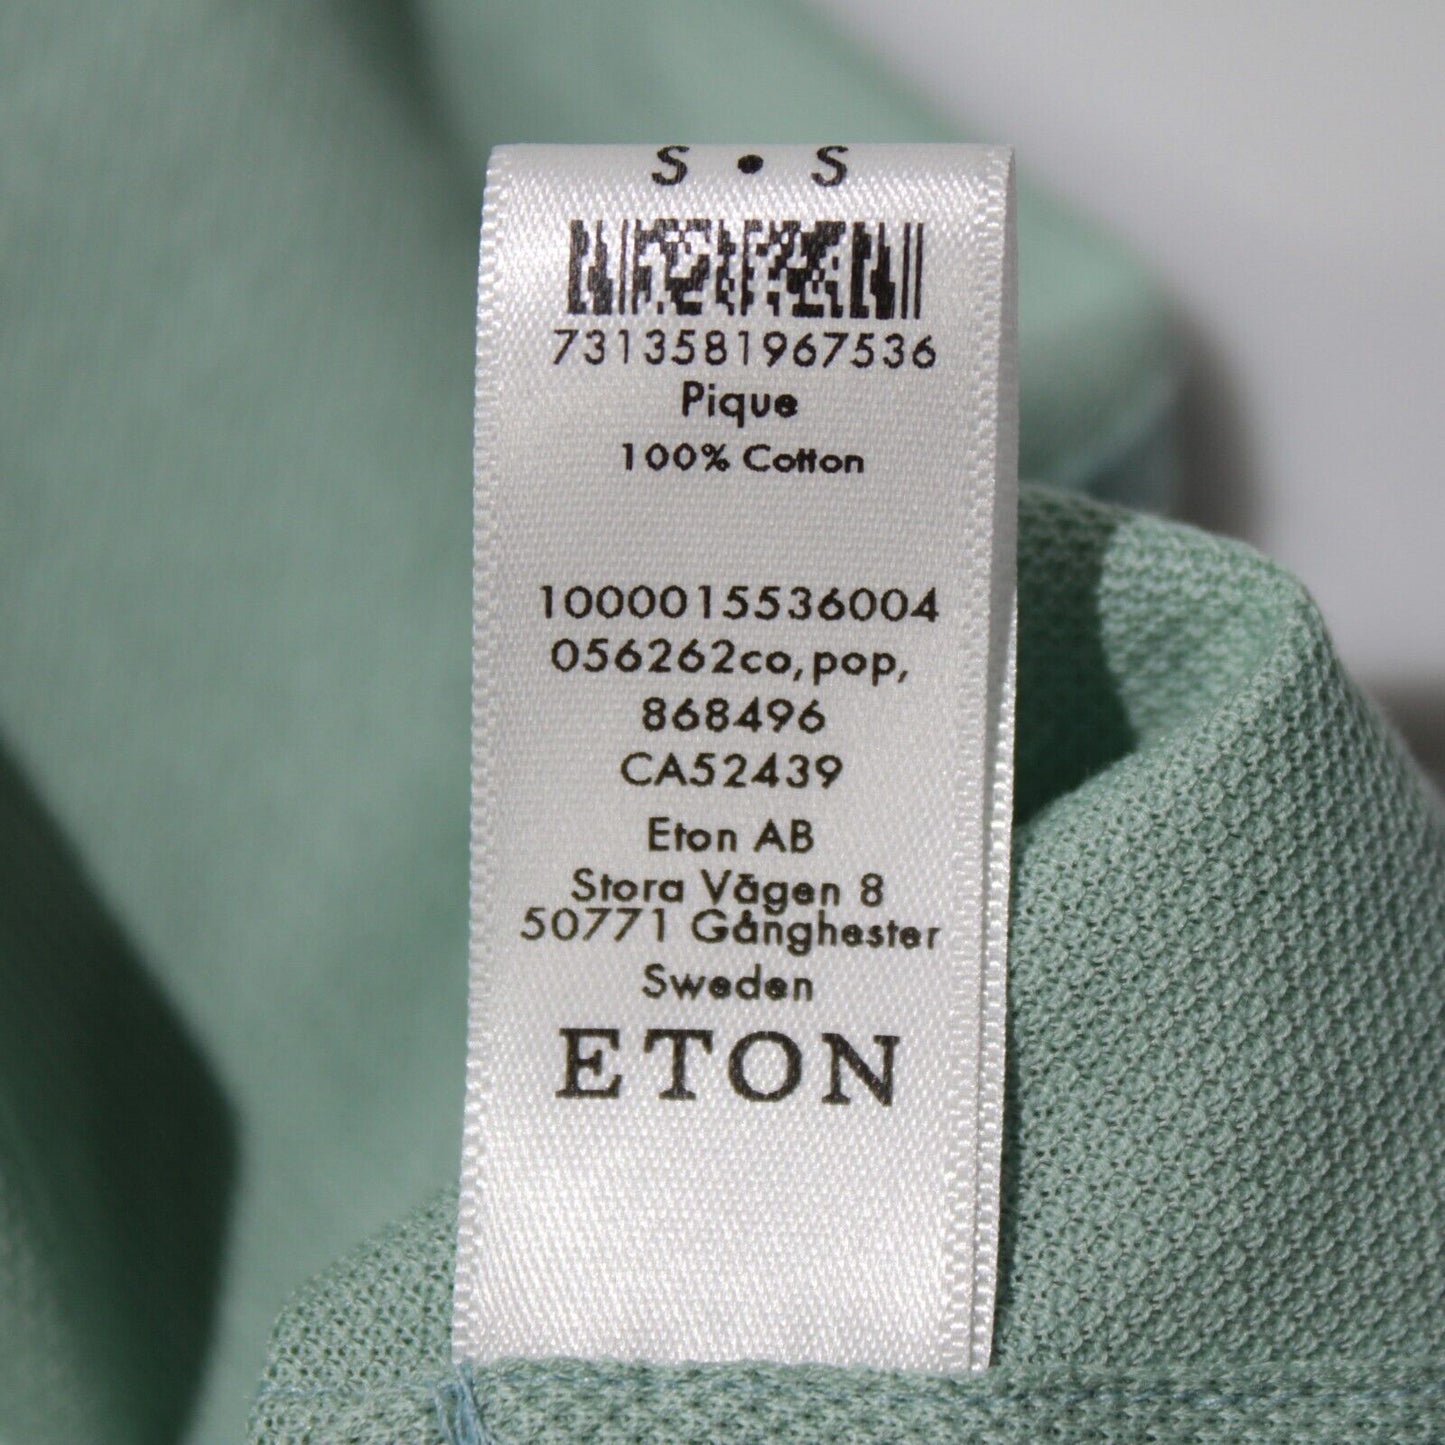 S • S
7313581967536
Pique
100% Cotton
1000015536004
056262co,pop,
868496
CA52439
Eton AB
Stora Vägen 8
50771 Gånghester
Sweden
ETON